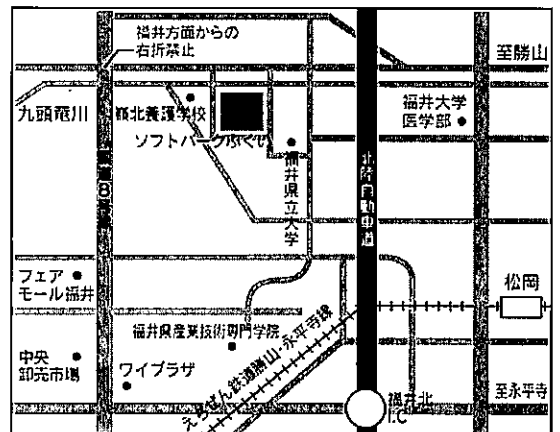 福井方面からの
右折禁止
至勝山
九頭竜川
嶺北養護学校
福井大学
医学部
ソフトパークふくい
福井県立大学
国道8号線
北陸自動車道
フェア
モール福井
松岡
福井県産業技術専門学院
えちぜん鉄道勝山・永平寺線
中央
卸売市場
ワイプラザ
至永平寺
福井北
I.C